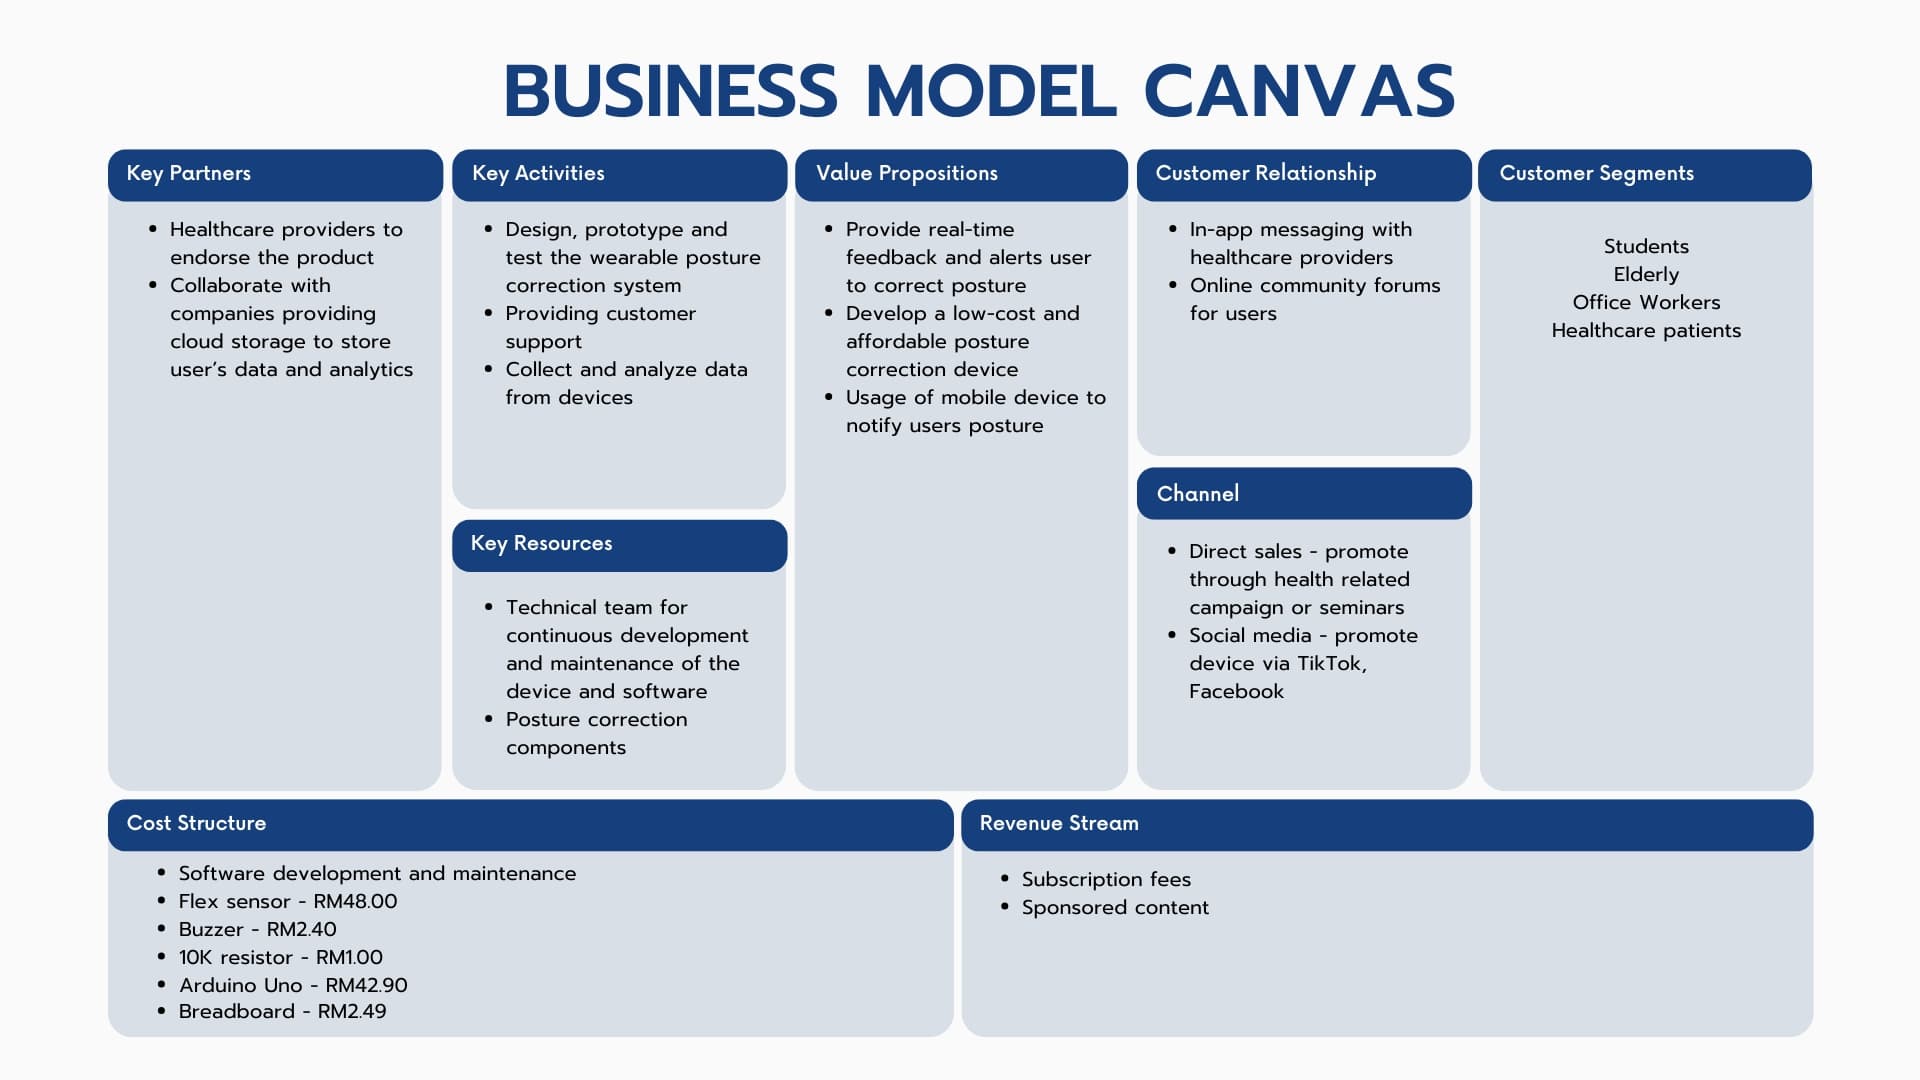 BUSINESS MODEL CANVAS
Key Partners
Healthcare providers to
endorse the product
Collaborate with
companies providing
cloud storage to store
user’s data and analytics
Key Activities
Design, prototype and
test the wearable posture
correction system
Providing customer
support
Collect and analyze data
from devices
Key Resources
Technical team for
continuous development
and maintenance of the
device and software
Posture correction
components
Value Propositions
Provide real-time
feedback and alerts user
to correct posture
Develop a low-cost and
affordable posture
correction device
Usage of mobile device to
notify users posture
Customer Relationship
In-app messaging with
healthcare providers
Online community forums
for users
Channel
Direct sales - promote
through health related
campaign or seminars
Social media - promote
device via TikTok,
Facebook
Customer Segments
Students
Elderly
Office Workers
Healthcare patients
Cost Structure
Software development and maintenance
Flex sensor - RM48.00
Buzzer - RM2.40
10K resistor - RM1.00
Arduino Uno - RM42.90
Breadboard - RM2.49
Revenue Stream
Subscription fees
Sponsored content